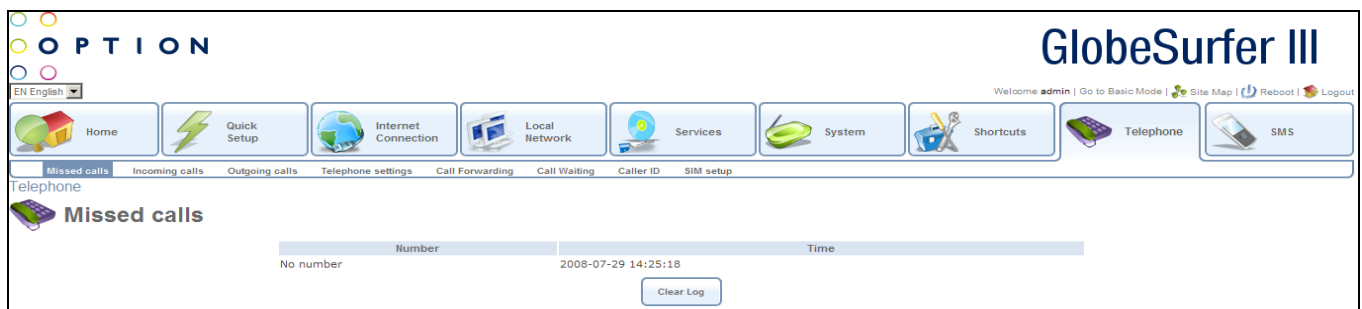 OPTION
GlobeSurfer III
EN English
Welcome admin | Go to Basic Mode | Site Map | Reboot | Logout
Home
Quick Setup
Internet Connection
Local Network
Services
System
Shortcuts
Telephone
SMS
Missed calls Incoming calls Outgoing calls Telephone settings Call Forwarding Call Waiting Caller ID SIM setup
Telephone
Missed calls
Number Time
No number 2008-07-29 14:25:18
Clear Log